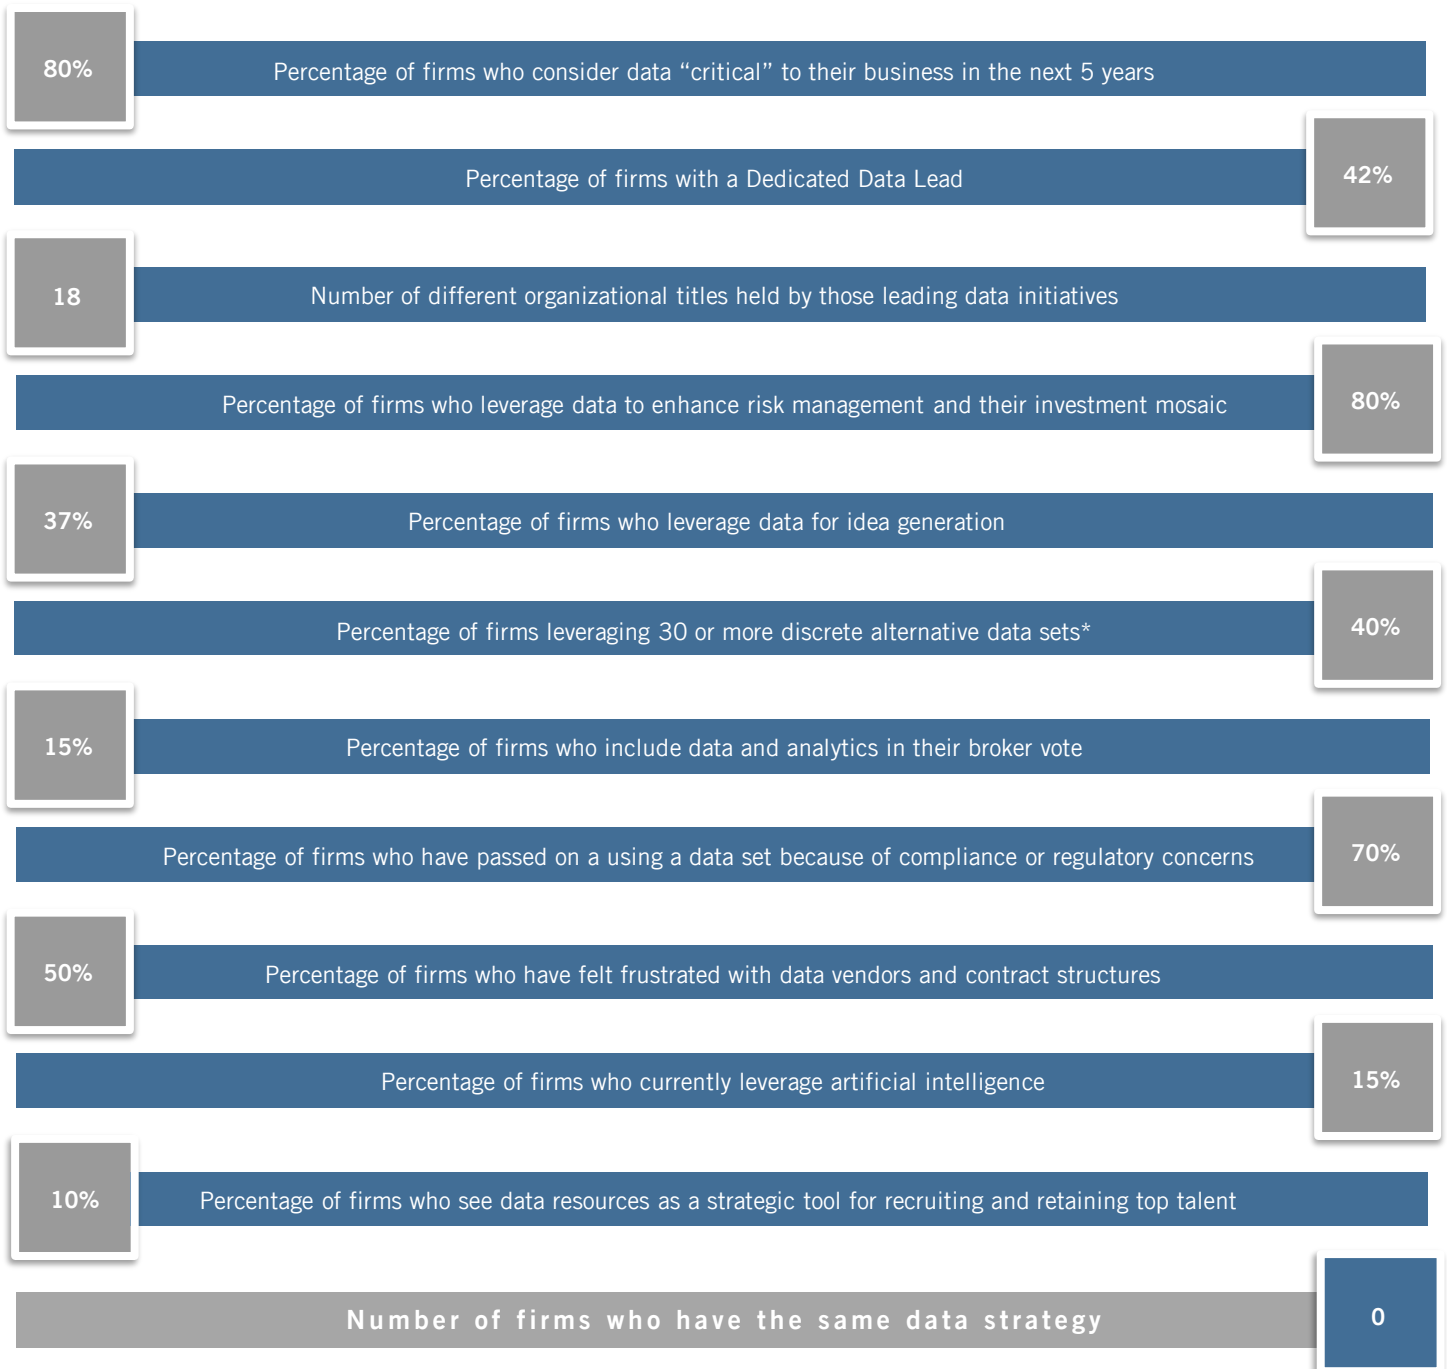 80%
Percentage of firms who consider data “critical” to their business in the next 5 years
Percentage of firms with a Dedicated Data Lead
42%
18
Number of different organizational titles held by those leading data initiatives
Percentage of firms who leverage data to enhance risk management and their investment mosaic
80%
37%
Percentage of firms who leverage data for idea generation
Percentage of firms leveraging 30 or more discrete alternative data sets*
40%
15%
Percentage of firms who include data and analytics in their broker vote
Percentage of firms who have passed on a using a data set because of compliance or regulatory concerns
70%
50%
Percentage of firms who have felt frustrated with data vendors and contract structures
Percentage of firms who currently leverage artificial intelligence
15%
10%
Percentage of firms who see data resources as a strategic tool for recruiting and retaining top talent
Number of firms who have the same data strategy
0